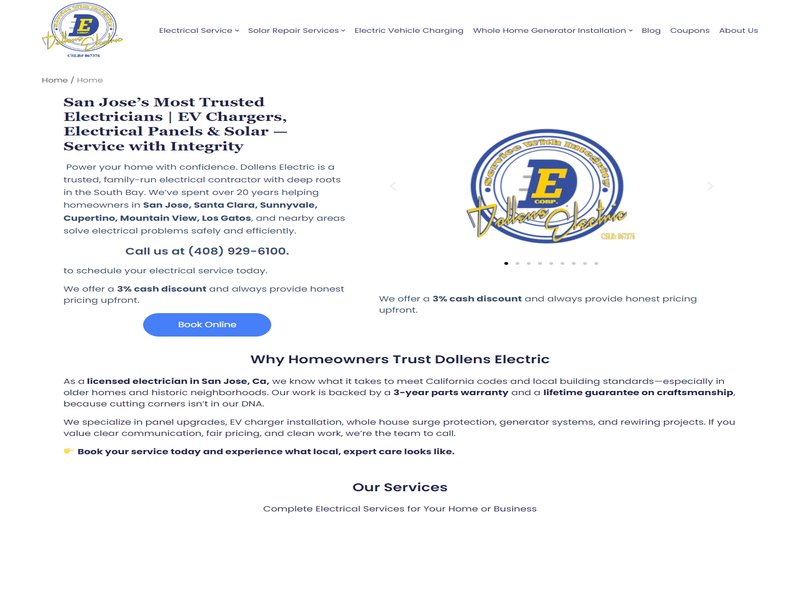 Service With Integrity
DE
Dollens Electric
CSLB# 867376
Electrical Service
Solar Repair Services
Electric Vehicle Charging
Whole Home Generator Installation
Blog
Coupons
About Us
Home / Home
San Jose’s Most Trusted
Electricians | EV Chargers,
Electrical Panels & Solar —
Service with Integrity
Power your home with confidence. Dollens Electric is a
trusted, family-run electrical contractor with deep roots
in the South Bay. We’ve spent over 20 years helping
homeowners in San Jose, Santa Clara, Sunnyvale,
Cupertino, Mountain View, Los Gatos, and nearby areas
solve electrical problems safely and efficiently.
Call us at (408) 929-6100.
to schedule your electrical service today.
We offer a 3% cash discount and always provide honest
pricing upfront.
Book Online
Service With Integrity
DE
CORP.
Dollens Electric
CSLB# 867376
We offer a 3% cash discount and always provide honest pricing
upfront.
Why Homeowners Trust Dollens Electric
As a licensed electrician in San Jose, Ca, we know what it takes to meet California codes and local building standards—especially in
older homes and historic neighborhoods. Our work is backed by a 3-year parts warranty and a lifetime guarantee on craftsmanship,
because cutting corners isn’t in our DNA.
We specialize in panel upgrades, EV charger installation, whole house surge protection, generator systems, and rewiring projects. If you
value clear communication, fair pricing, and clean work, we’re the team to call.
👉 Book your service today and experience what local, expert care looks like.
Our Services
Complete Electrical Services for Your Home or Business